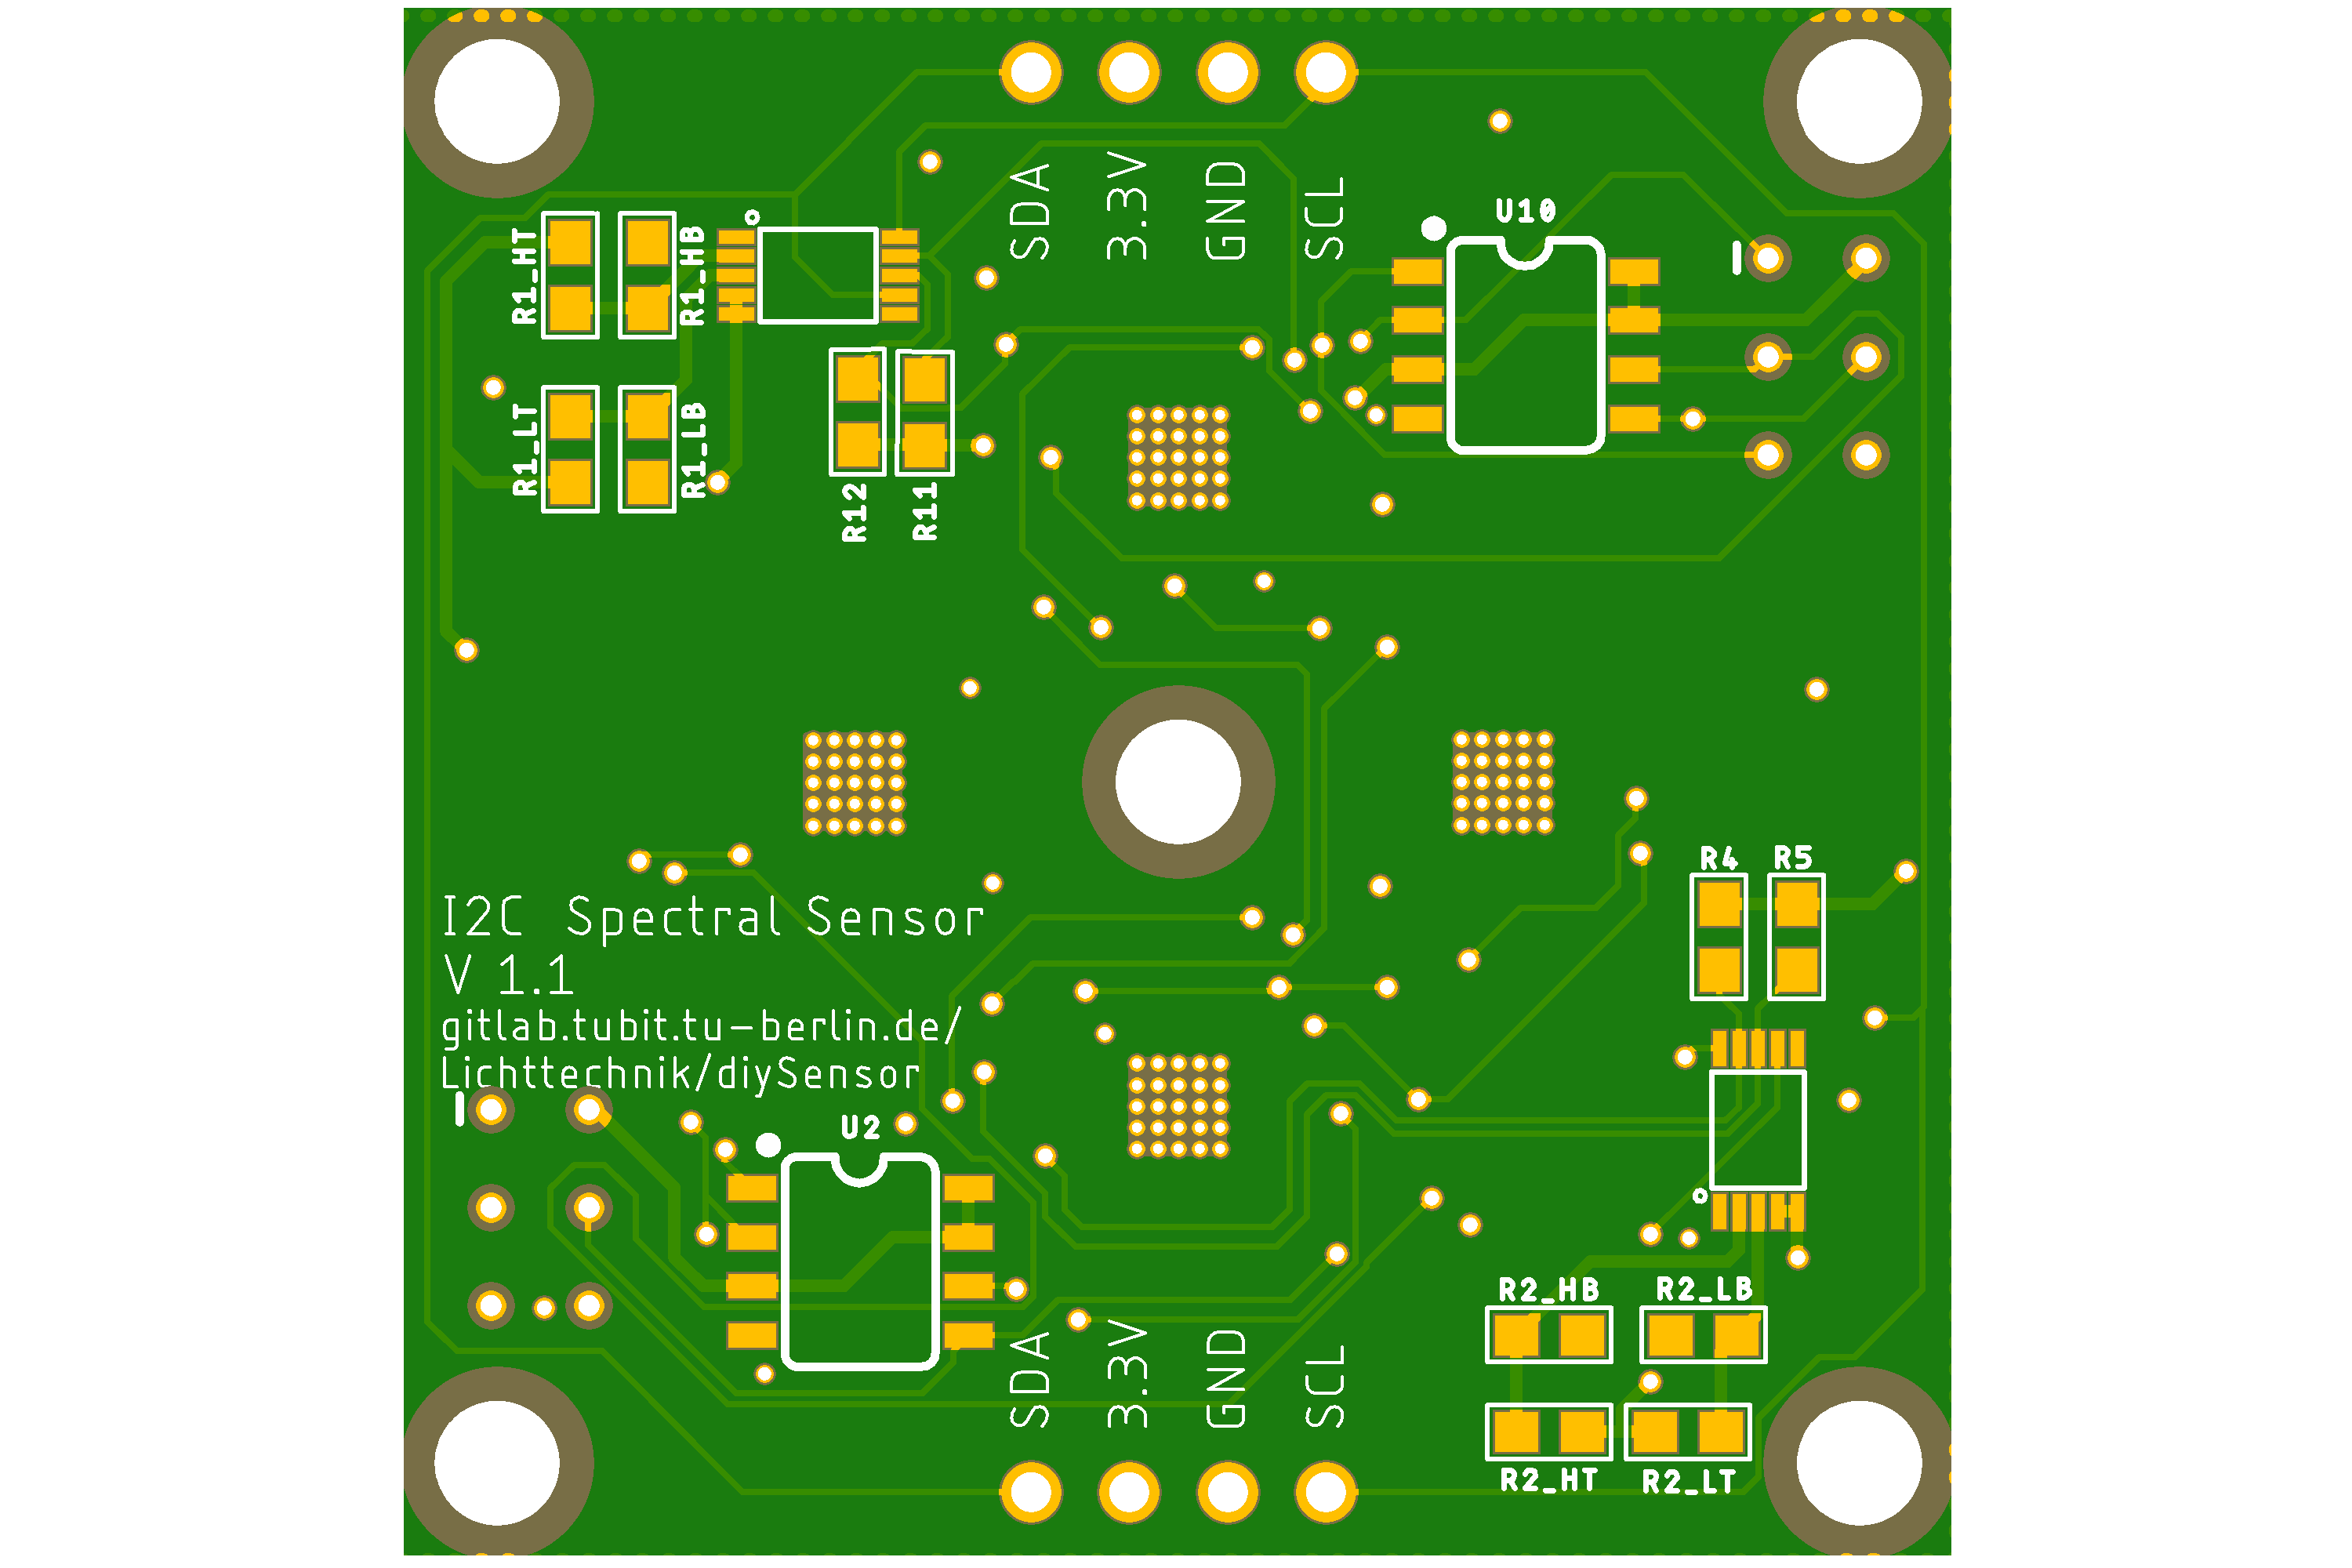 SDA
3.3V
GND
SCL
U10
R1_HT
R1_HB
R1_LT
R1_LB
R12
R11
R4
R5
I2C Spectral Sensor
V 1.1
gitlab.tubit.tu-berlin.de/
Lichttechnik/diySensor
U2
R2_HB
R2_LB
SDA
3.3V
GND
SCL
R2_HT
R2_LT